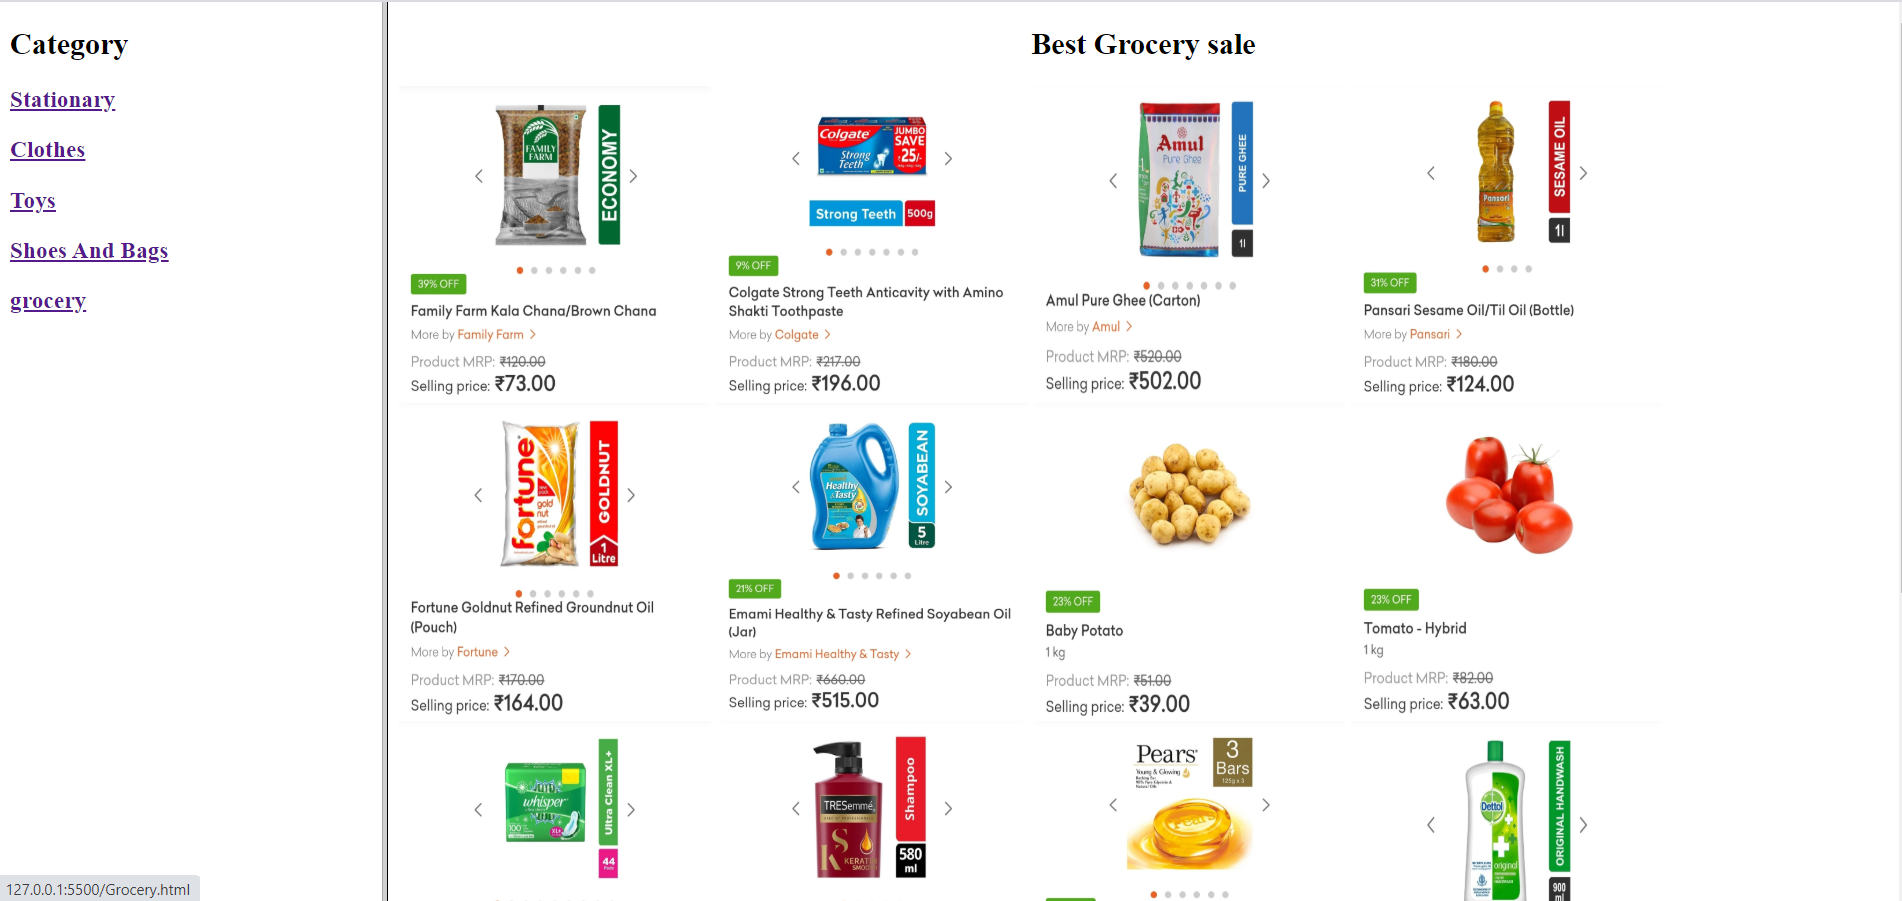 Category
Stationary
Clothes
Toys
Shoes And Bags
grocery
Best Grocery sale
FAMILY
FARM
ECONOMY
39% OFF
Family Farm Kala Chana/Brown Chana
More by Family Farm >
Product MRP: ₹120.00
Selling price: ₹73.00
Colgate
Strong
Teeth
JUMBO
SAVE
₹25/-
Strong Teeth 500g
9% OFF
Colgate Strong Teeth Anticavity with Amino
Shakti Toothpaste
More by Colgate >
Product MRP: ₹217.00
Selling price: ₹196.00
Amul
Pure Ghee
PURE GHEE
1l
Amul Pure Ghee (Carton)
More by Amul >
Product MRP: ₹520.00
Selling price: ₹502.00
Pansari
SESAME OIL
1l
31% OFF
Pansari Sesame Oil/Til Oil (Bottle)
More by Pansari >
Product MRP: ₹180.00
Selling price: ₹124.00
fortune
gold
nut
GOLDNUT
1
Litre
Fortune Goldnut Refined Groundnut Oil
(Pouch)
More by Fortune >
Product MRP: ₹170.00
Selling price: ₹164.00
Healthy
&Tasty
SOYABEAN
5
Litre
21% OFF
Emami Healthy & Tasty Refined Soyabean Oil
(Jar)
More by Emami Healthy & Tasty >
Product MRP: ₹660.00
Selling price: ₹515.00
23% OFF
Baby Potato
1 kg
Product MRP: ₹51.00
Selling price: ₹39.00
23% OFF
Tomato - Hybrid
1 kg
Product MRP: ₹82.00
Selling price: ₹63.00
whisper
100
XL+
Ultra Clean XL+
44
Pads
TRESemmé
KS
KERATIN
SMOOTH
Shampoo
580
ml
Pears
Young & Glowing
3
Bars
125g x 3
Pears
Dettol
original
ORIGINAL HANDWASH
900
ml
127.0.0.1:5500/Grocery.html